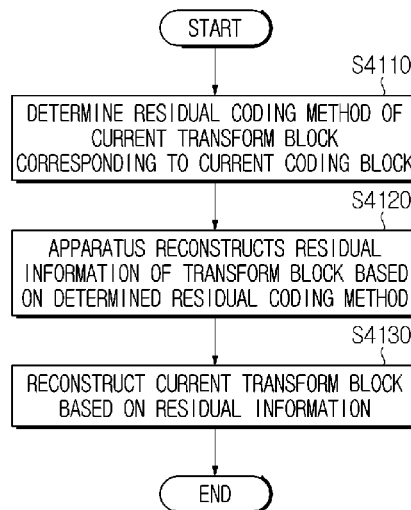 START
S4110
DETERMINE RESIDUAL CODING METHOD OF
CURRENT TRANSFORM BLOCK
CORRESPONDING TO CURRENT CODING BLOCK
S4120
APPARATUS RECONSTRUCTS RESIDUAL
INFORMATION OF TRANSFORM BLOCK BASED
ON DETERMINED RESIDUAL CODING METHOD
S4130
RECONSTRUCT CURRENT TRANSFORM BLOCK
BASED ON RESIDUAL INFORMATION
END